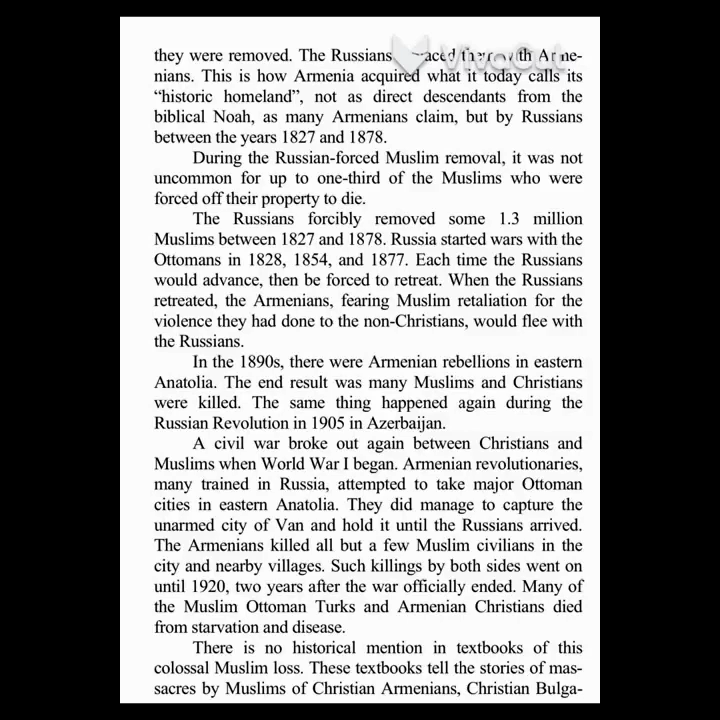 they were removed. The Russians replaced them with Arme-
nians. This is how Armenia acquired what it today calls its
“historic homeland”, not as direct descendants from the
biblical Noah, as many Armenians claim, but by Russians
between the years 1827 and 1878.
During the Russian-forced Muslim removal, it was not
uncommon for up to one-third of the Muslims who were
forced off their property to die.
The Russians forcibly removed some 1.3 million
Muslims between 1827 and 1878. Russia started wars with the
Ottomans in 1828, 1854, and 1877. Each time the Russians
would advance, then be forced to retreat. When the Russians
retreated, the Armenians, fearing Muslim retaliation for the
violence they had done to the non-Christians, would flee with
the Russians.
In the 1890s, there were Armenian rebellions in eastern
Anatolia. The end result was many Muslims and Christians
were killed. The same thing happened again during the
Russian Revolution in 1905 in Azerbaijan.
A civil war broke out again between Christians and
Muslims when World War I began. Armenian revolutionaries,
many trained in Russia, attempted to take major Ottoman
cities in eastern Anatolia. They did manage to capture the
unarmed city of Van and hold it until the Russians arrived.
The Armenians killed all but a few Muslim civilians in the
city and nearby villages. Such killings by both sides went on
until 1920, two years after the war officially ended. Many of
the Muslim Ottoman Turks and Armenian Christians died
from starvation and disease.
There is no historical mention in textbooks of this
colossal Muslim loss. These textbooks tell the stories of mas-
sacres by Muslims of Christian Armenians, Christian Bulga-
VivaCut